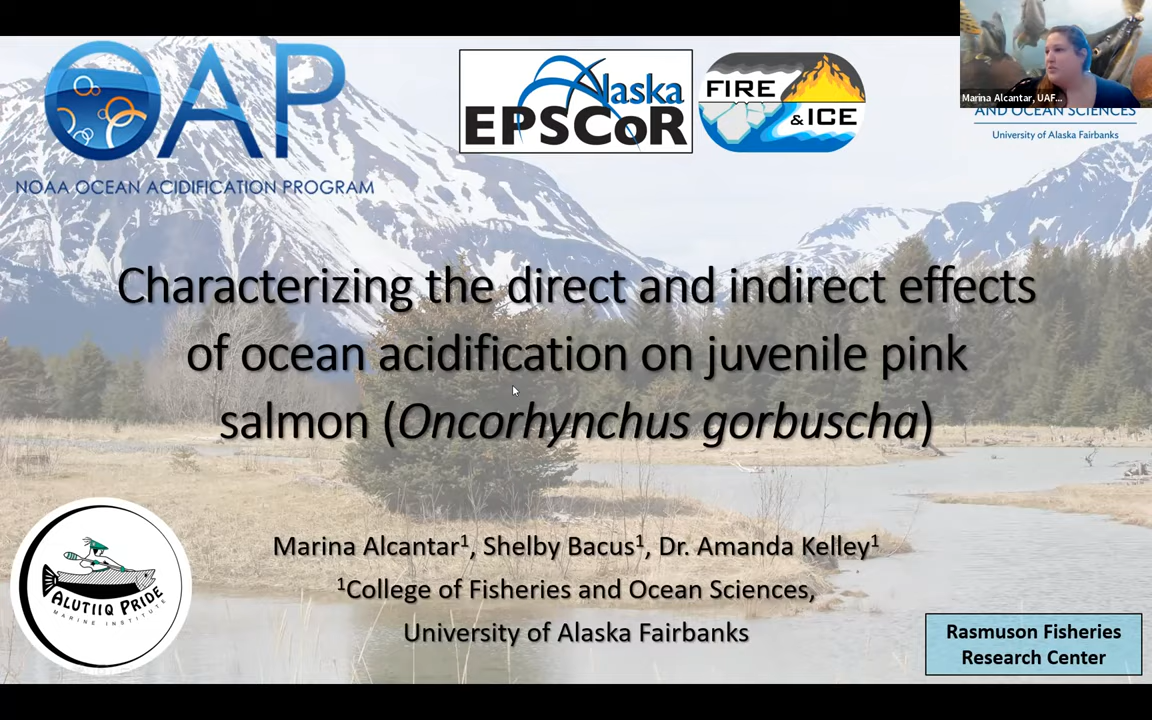 OAP
NOAA OCEAN ACIDIFICATION PROGRAM
Alaska
EPSCoR
FIRE
& ICE
Marina Alcantar, UAF...
AND OCEAN SCIENCES
University of Alaska Fairbanks
Characterizing the direct and indirect effects
of ocean acidification on juvenile pink
salmon (Oncorhynchus gorbuscha)
Marina Alcantar¹, Shelby Bacus¹, Dr. Amanda Kelley¹
¹College of Fisheries and Ocean Sciences,
University of Alaska Fairbanks
ALUTIIQ PRIDE
MARINE INSTITUTE
Rasmuson Fisheries
Research Center